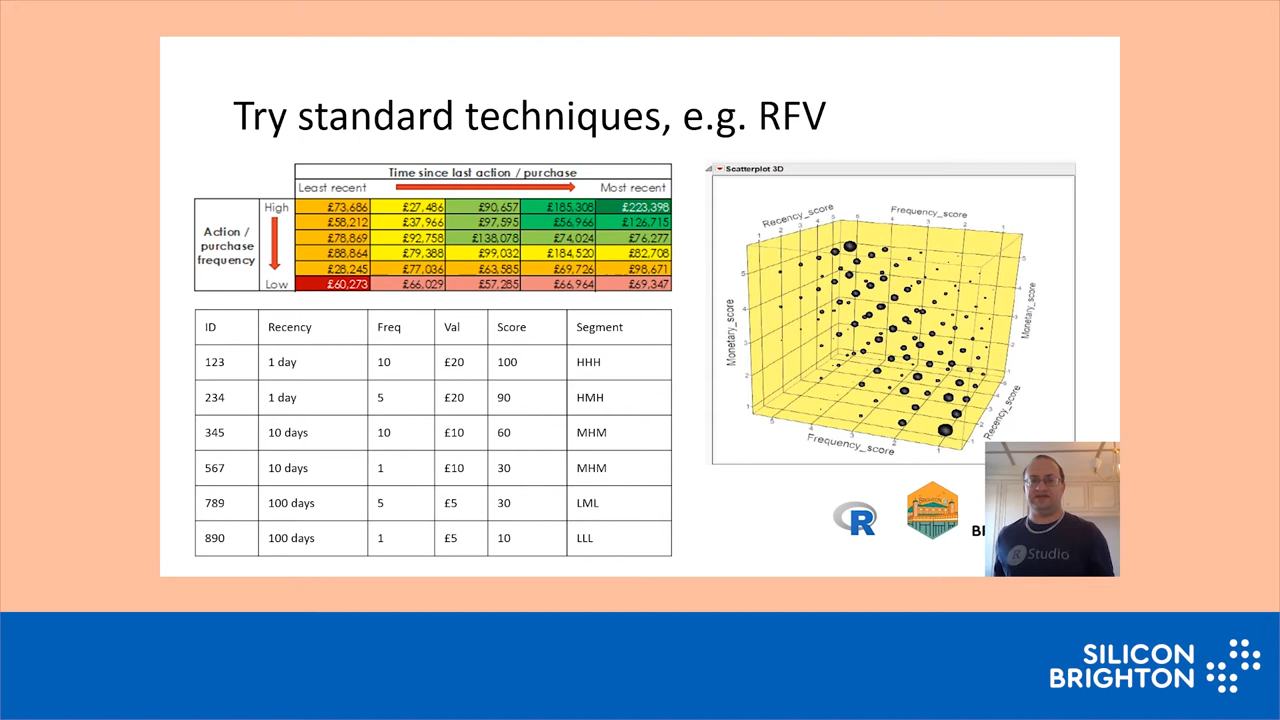 Try standard techniques, e.g. RFV
Time since last action / purchase
Least recent Most recent
Action / purchase frequency
High £73,686 £27,486 £90,657 £185,308 £223,398
£58,212 £37,966 £97,595 £56,966 £126,715
£78,869 £92,758 £138,078 £74,024 £76,277
£88,864 £79,388 £99,032 £184,520 £82,708
£28,245 £77,036 £63,585 £69,726 £98,671
Low £60,273 £66,029 £57,285 £66,964 £69,347
ID Recency Freq Val Score Segment
123 1 day 10 £20 100 HHH
234 1 day 5 £20 90 HMH
345 10 days 10 £10 60 MHM
567 10 days 1 £10 30 MHM
789 100 days 5 £5 30 LML
890 100 days 1 £5 10 LLL
Scatterplot 3D
Recency_score
Frequency_score
Monetary_score
Monetary_score
Frequency_score
Recency_score
R
BR
R Studio
SILICON
BRIGHTON